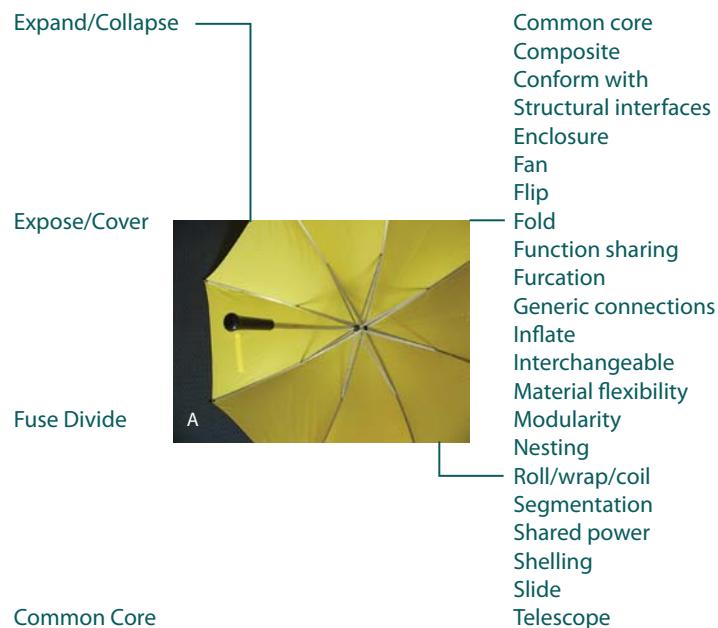 Expand/Collapse
Expose/Cover
Fuse Divide
Common Core
A
Common core
Composite
Conform with
Structural interfaces
Enclosure
Fan
Flip
Fold
Function sharing
Furcation
Generic connections
Inflate
Interchangeable
Material flexibility
Modularity
Nesting
Roll/wrap/coil
Segmentation
Shared power
Shelling
Slide
Telescope